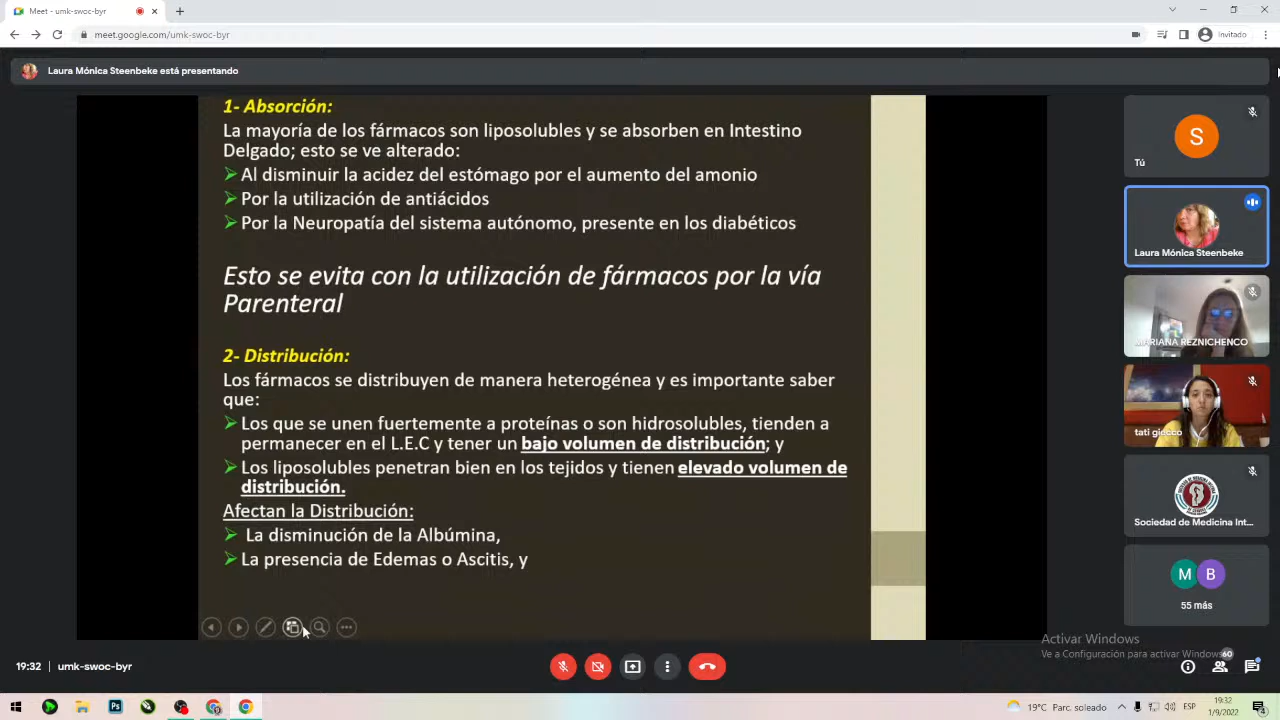 Meet - umk-swoc-byr
meet.google.com/umk-swoc-byr
Invitado
Laura Mónica Steenbeke está presentando
1- Absorción:
La mayoría de los fármacos son liposolubles y se absorben en Intestino
Delgado; esto se ve alterado:
Al disminuir la acidez del estómago por el aumento del amonio
Por la utilización de antiácidos
Por la Neuropatía del sistema autónomo, presente en los diabéticos
Esto se evita con la utilización de fármacos por la vía
Parenteral
2- Distribución:
Los fármacos se distribuyen de manera heterogénea y es importante saber
que:
Los que se unen fuertemente a proteínas o son hidrosolubles, tienden a
permanecer en el L.E.C y tener un bajo volumen de distribución; y
Los liposolubles penetran bien en los tejidos y tienen elevado volumen de
distribución.
Afectan la Distribución:
La disminución de la Albúmina,
La presencia de Edemas o Ascitis, y
S
Tú
Laura Mónica Steenbeke
MARIANA REZNICHENCO
tati giocco
Sociedad de Medicina Int...
M B
55 más
Activar Windows
Ve a Configuración para activar Windows.
60
19:32 umk-swoc-byr
Ps
19°C Parc. soleado
ESP
19:32
1/9/2022
4